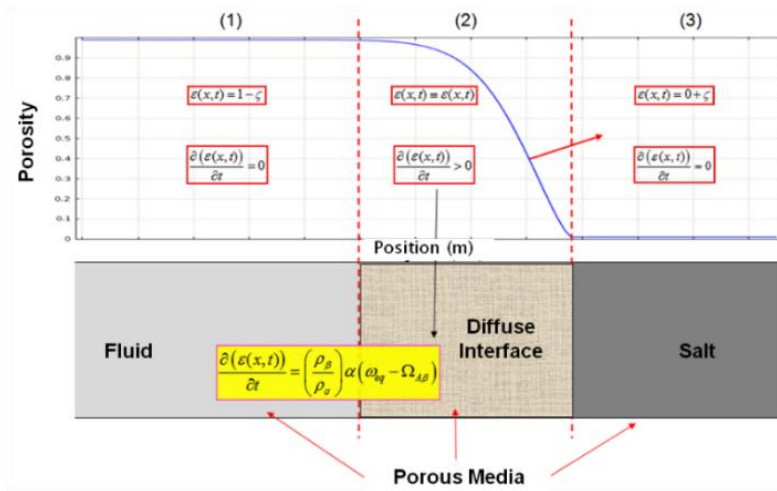 (1) (2) (3)
0.9
0.8
0.7
0.6
0.5
0.4
0.3
0.2
0.1
0
Porosity
ε(x,t)=1−ζ
ε(x,t)=ε(x,t)
ε(x,t)=0+ζ
∂(ε(x,t))/∂t=0
∂(ε(x,t))/∂t>0
∂(ε(x,t))/∂t=0
Position (m)
Fluid
Diffuse
Interface
Salt
∂(ε(x,t))/∂t=(ρβ/ρσ)α(ωeq−ΩAβ)
Porous Media